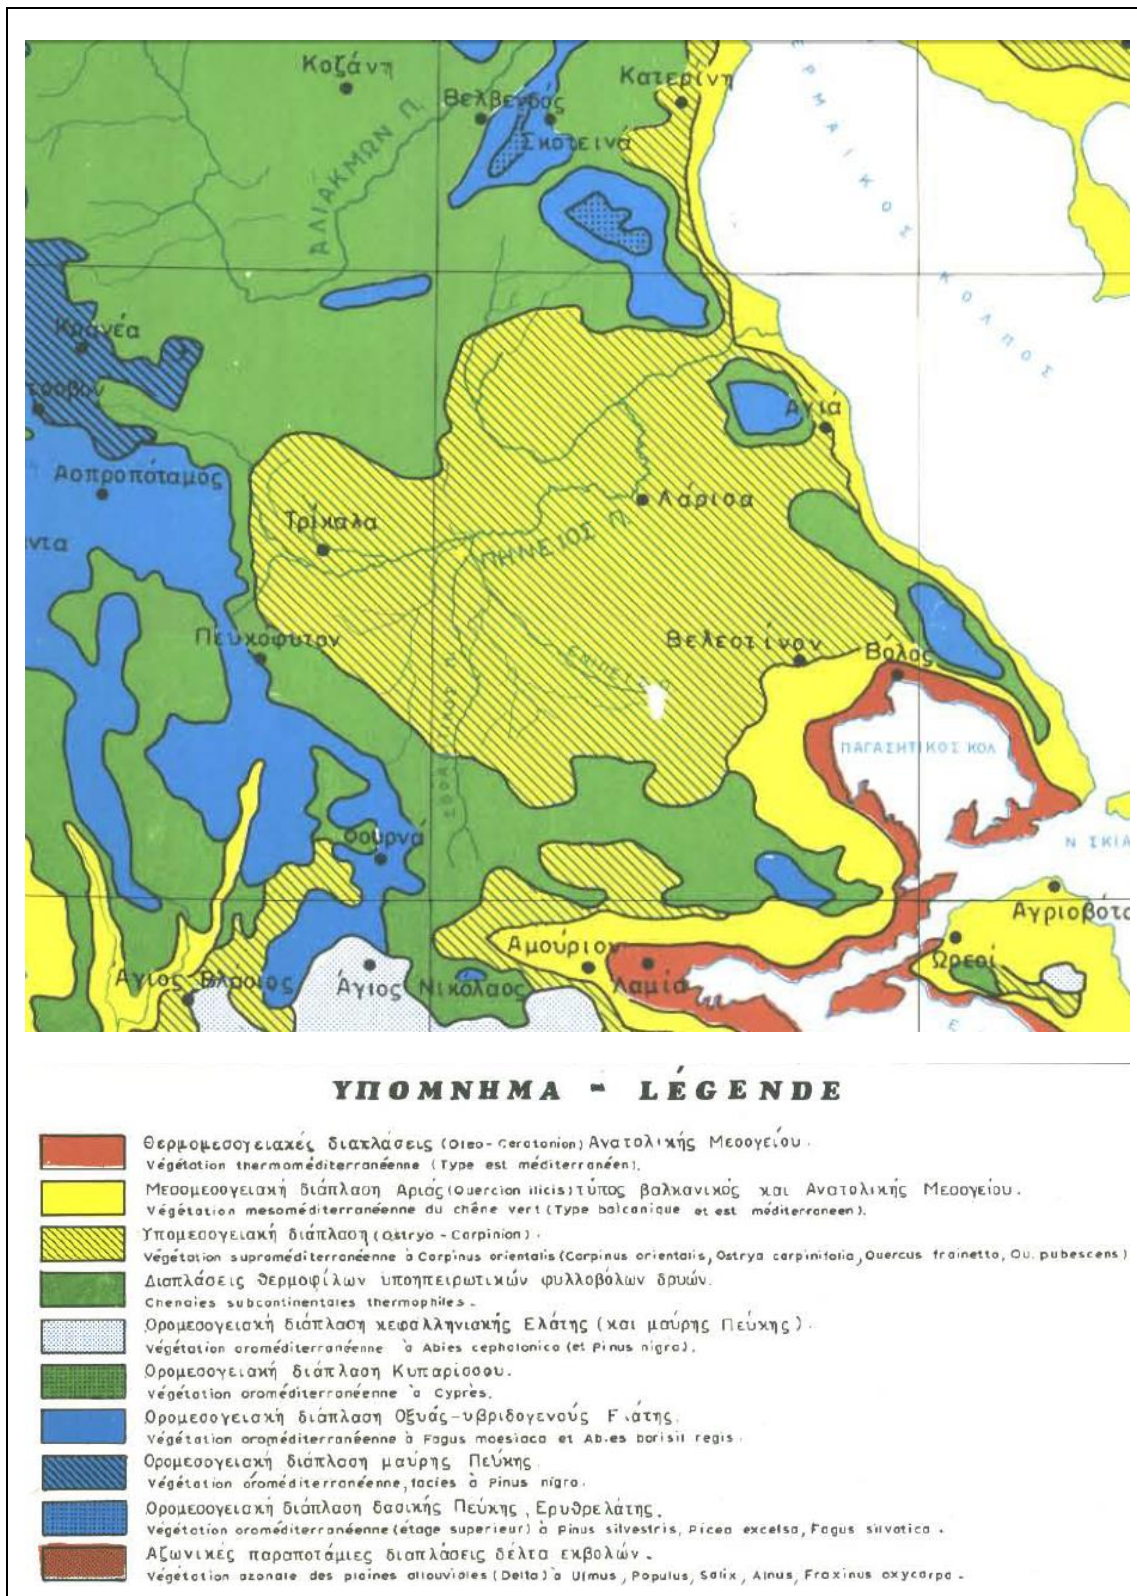 Κοζάνη
Βελβενδός
Κατερίνη
Σκοτεινά
ΑΛΙΑΚΜΩΝ Π.
ΕΡΜΑΙΚΟΣ ΚΟΛΠΟΣ
Κρανέα
τσοβον
Αγιά
Ασπροπόταμός
Λάρισα
Τρίκαλα
ΠΗΝΕΙΟΣ Π.
ντα
Πευκόφυτον
Βελεστίνον
Βόλος
ΠΑΓΑΣΗΤΙΚΟΣ ΚΟΛ
Φουρνά
Ν ΣΚΙΑ
Αγριοβότα
Αμούριον
Ωρεοί
Άγιος Βλάσιος
Άγιος Νικόλαος
Λαμία
Ε
ΥΠΟΜΝΗΜΑ - LÉGENDE
Θερμομεσογειακές διαπλάσεις (Oleo-Ceratonion) Ανατολικής Μεσογείου.
Végétation thermoméditerranéenne (Type est méditerranéen).
Μεσομεσογειακή διάπλαση Αριάς (Quercion ilicis) τύπος βαλκανικός και Ανατολικής Μεσογείου.
Végétation mesoméditerranéenne du chêne vert (Type balcanique et est méditerraneen).
Υπομεσογειακή διάπλαση (Ostryo-Carpinion).
Végétation supraméditerranéenne à Carpinus orientalis (Carpinus orientalis, Ostrya carpinifolia, Quercus frainetto, Qu. pubescens)
Διαπλάσεις θερμοφίλων υποηπειρωτικών φυλλοβόλων δρυών.
Chenaies subcontinentales thermophiles.
Ορομεσογειακή διάπλαση κεφαλληνιακής Ελάτης (και μαύρης Πεύκης).
Végétation oroméditerranéenne à Abies cephalonica (et Pinus nigra).
Ορομεσογειακή διάπλαση Κυπαρίσσου.
Végétation oroméditerranéenne à Cyprès.
Ορομεσογειακή διάπλαση Οξυάς-υβριδογενούς
Végétation oroméditerranéenne à Fagus moesiaca et Abies borisii regis.
Ορομεσογειακή διάπλαση μαύρης Πεύκης.
Végétation oroméditerranéenne, facies à Pinus nigra.
Ορομεσογειακή διάπλαση δασικής Πεύκης, Ερυθρελάτης.
Végétation oroméditerranéenne (étage superieur) à Pinus silvestris, Picea excelsa, Fagus silvatica.
Αζωνικές παραποτάμιες διαπλάσεις δέλτα εκβολών.
Végétation azonale des plaines alluviales (Delta) à Ulmus, Populus, Salix, Alnus, Fraxinus oxycarpa.